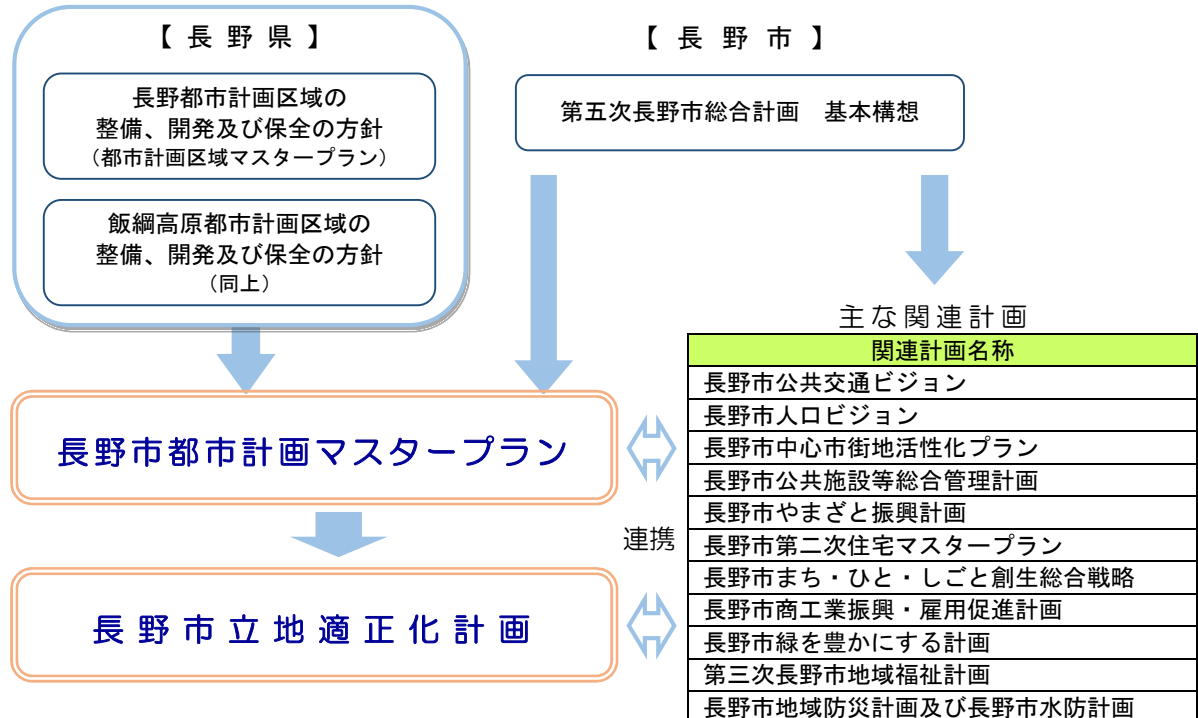 【長野県】
長野都市計画区域の
整備、開発及び保全の方針
（都市計画区域マスタープラン）
飯綱高原都市計画区域の
整備、開発及び保全の方針
（同上）
【長野市】
第五次長野市総合計画　基本構想
長野市都市計画マスタープラン
長野市立地適正化計画
連携
主な関連計画
関連計画名称
長野市公共交通ビジョン
長野市人口ビジョン
長野市中心市街地活性化プラン
長野市公共施設等総合管理計画
長野市やまざと振興計画
長野市第二次住宅マスタープラン
長野市まち・ひと・しごと創生総合戦略
長野市商工業振興・雇用促進計画
長野市緑を豊かにする計画
第三次長野市地域福祉計画
長野市地域防災計画及び長野市水防計画